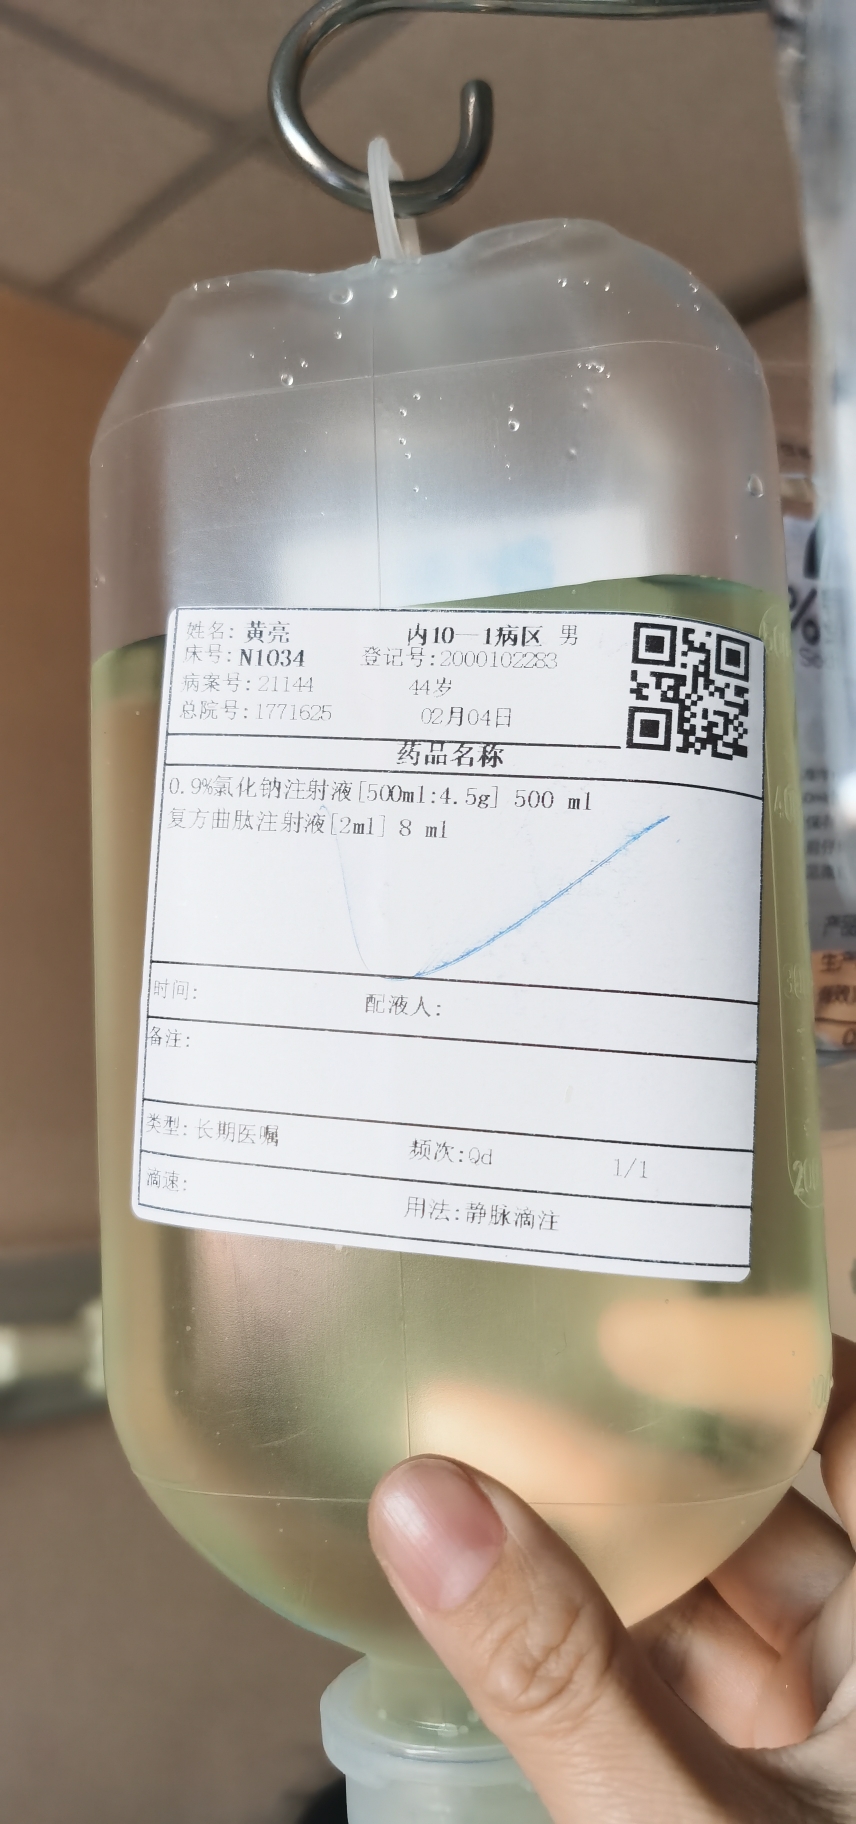 姓名: 黄亮 内10—1病区 男
床号: N1034 登记号: 2000102283
病案号: 21144 44岁
总院号: 1771625 02月04日
药品名称
0.9%氯化钠注射液[500ml:4.5g] 500 ml
复方曲肽注射液[2ml] 8 ml
时间: 配液人:
备注:
类型: 长期医嘱 频次: Qd 1/1
滴速: 用法: 静脉滴注